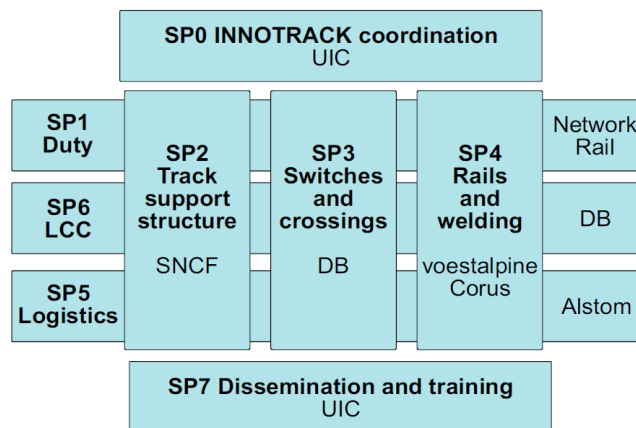 SP0 INNOTRACK coordination
UIC
SP1
Duty
SP2
Track
support
structure
SNCF
SP3
Switches
and
crossings
DB
SP4
Rails
and
welding
voestalpine
Corus
Network
Rail
SP6
LCC
DB
SP5
Logistics
Alstom
SP7 Dissemination and training
UIC